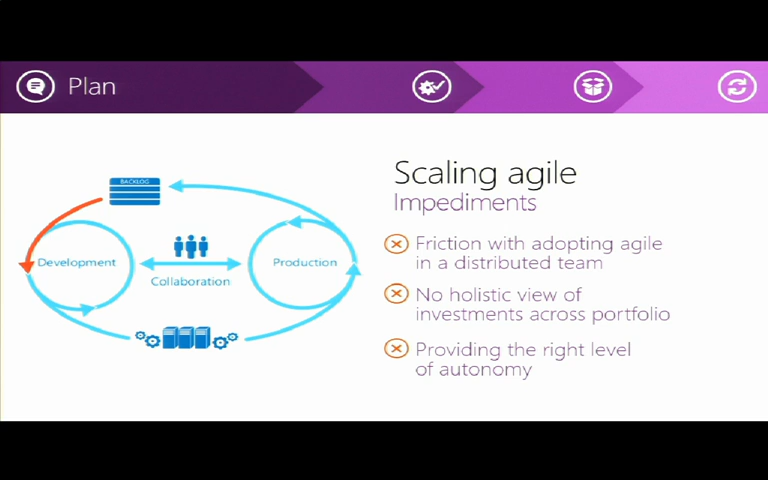 Plan
BACKLOG
Development
Collaboration
Production
Scaling agile
Impediments
Friction with adopting agile
in a distributed team
No holistic view of
investments across portfolio
Providing the right level
of autonomy